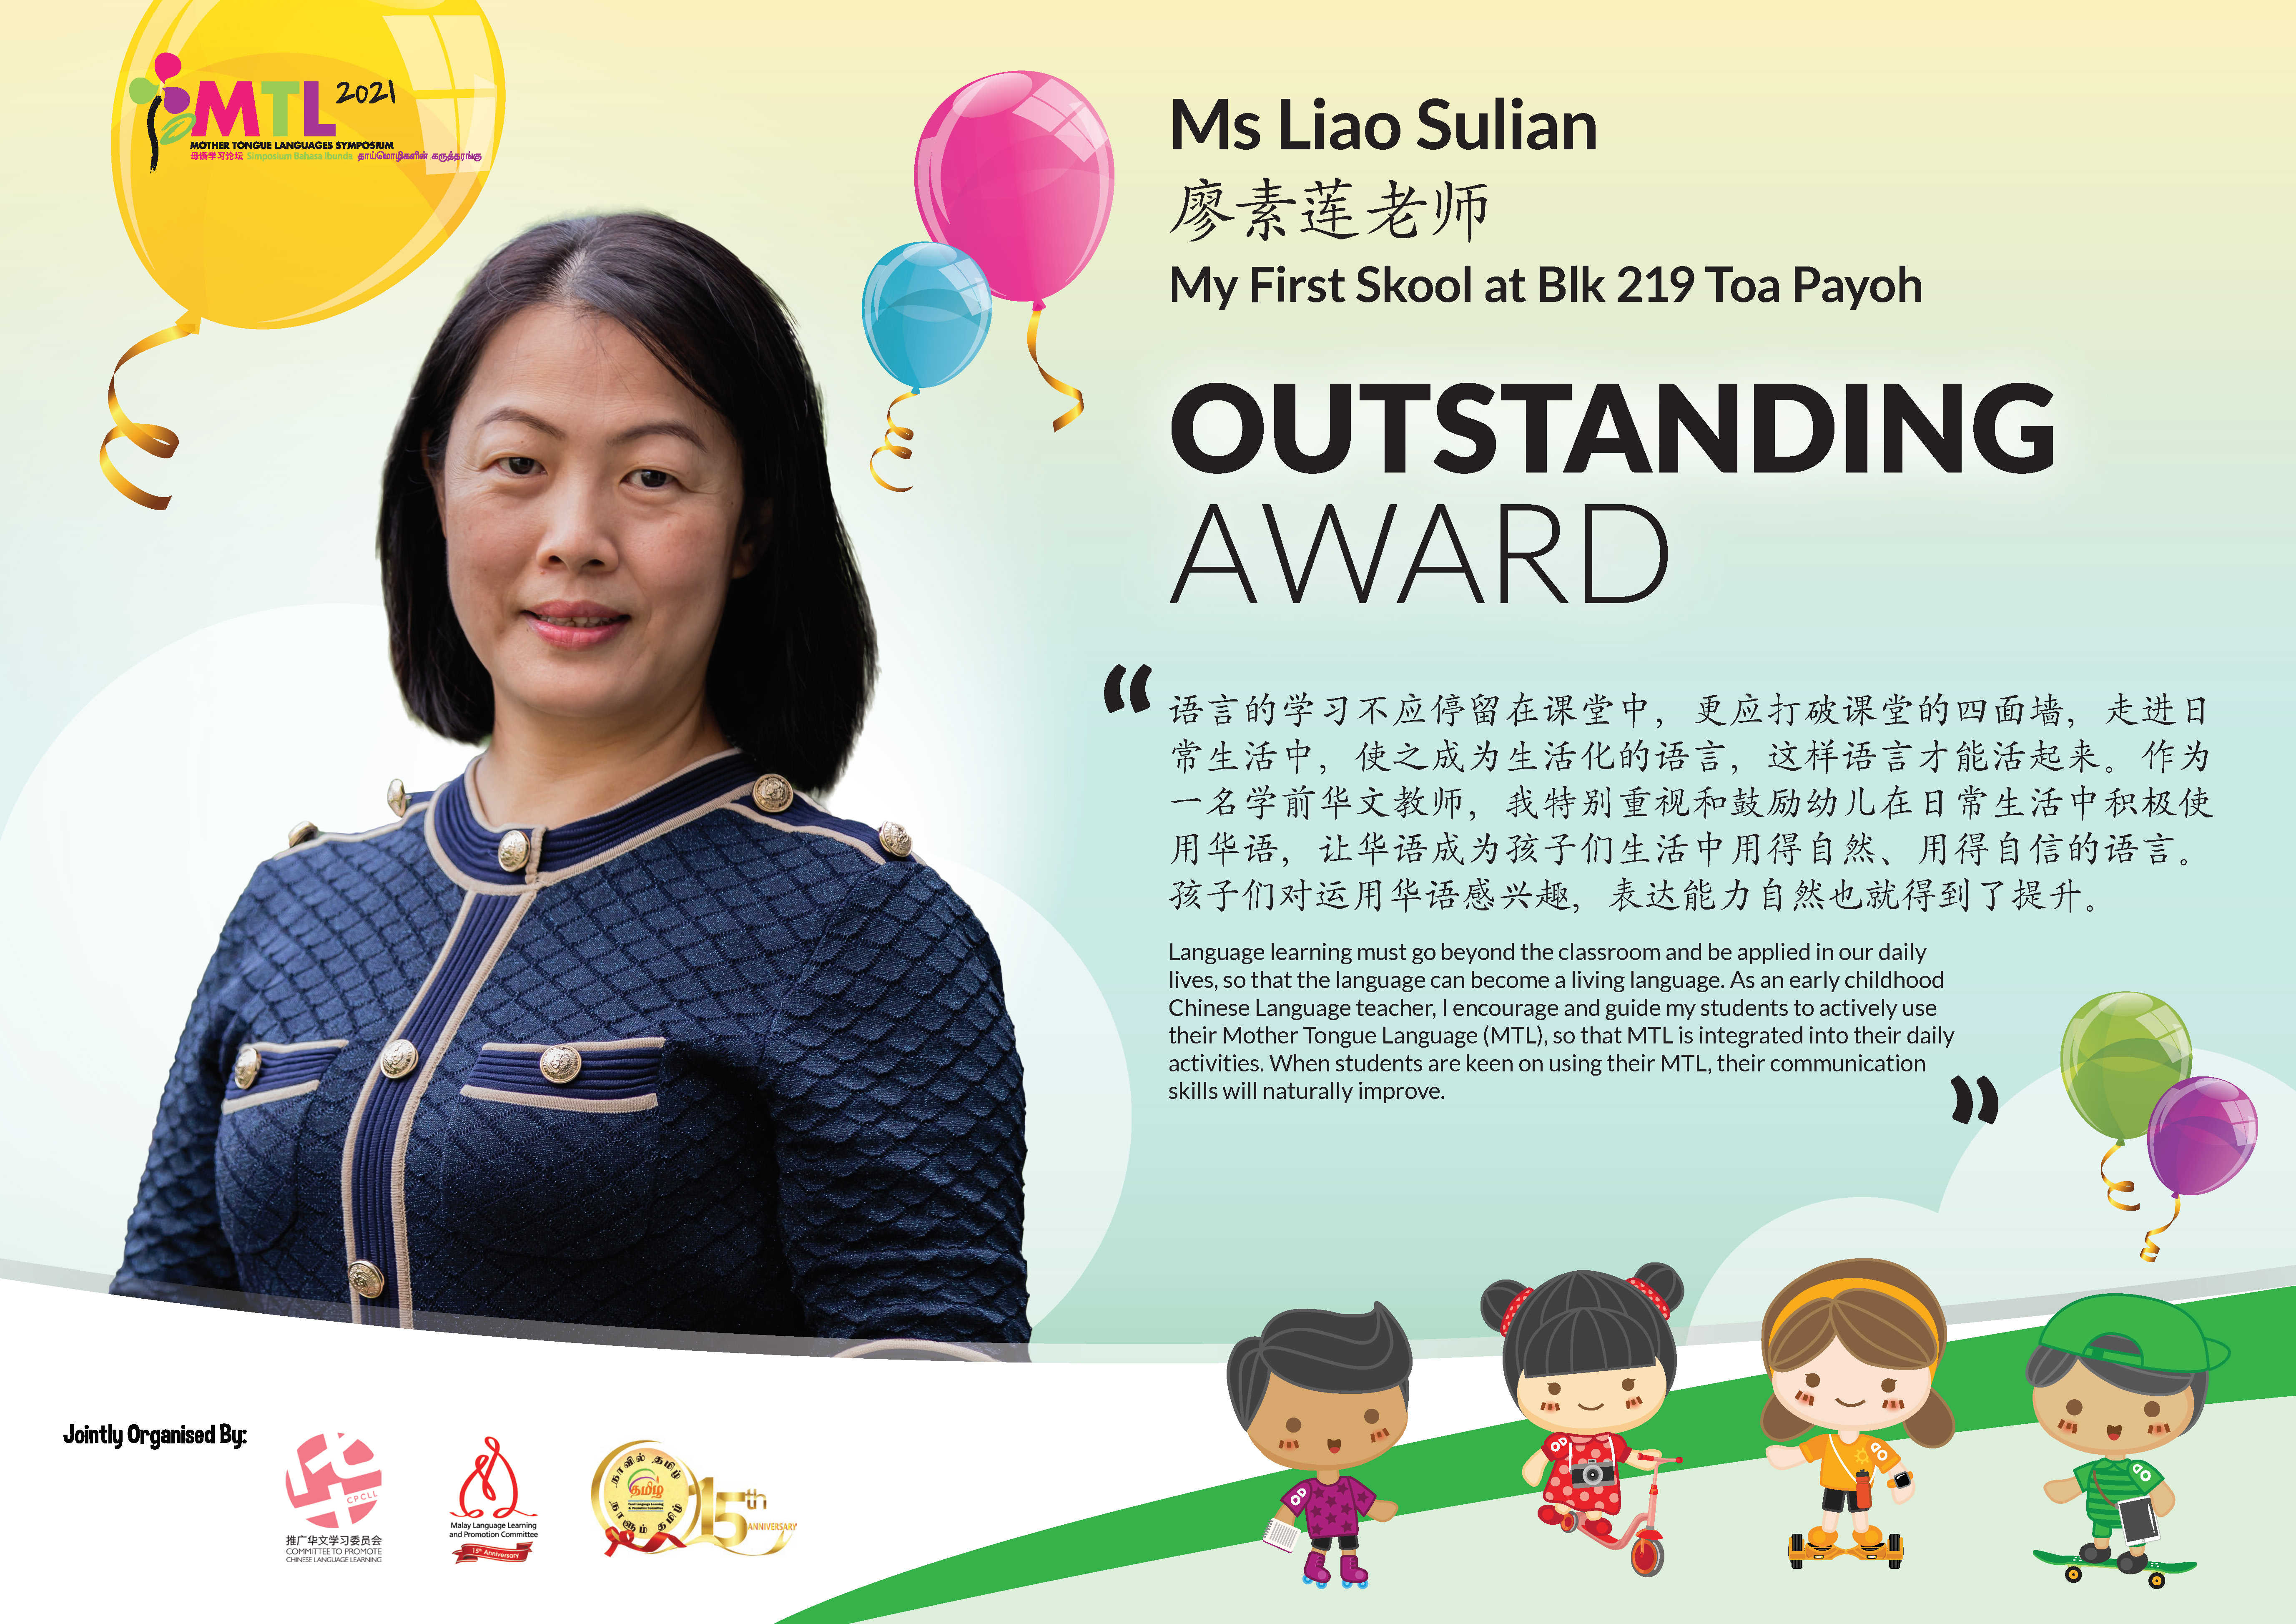 MTL 2021
MOTHER TONGUE LANGUAGES SYMPOSIUM
母语学习论坛 Simposium Bahasa Ibunda தாய்மொழிகளின் கருத்தரங்கு
Ms Liao Sulian
廖素莲老师
My First Skool at Blk 219 Toa Payoh
OUTSTANDING
AWARD
“语言的学习不应停留在课堂中，更应打破课堂的四面墙，走进日
常生活中，使之成为生活化的语言，这样语言才能活起来。作为
一名学前华文教师，我特别重视和鼓励幼儿在日常生活中积极使
用华语，让华语成为孩子们生活中用得自然、用得自信的语言。
孩子们对运用华语感兴趣，表达能力自然也就得到了提升。
Language learning must go beyond the classroom and be applied in our daily
lives, so that the language can become a living language. As an early childhood
Chinese Language teacher, I encourage and guide my students to actively use
their Mother Tongue Language (MTL), so that MTL is integrated into their daily
activities. When students are keen on using their MTL, their communication
skills will naturally improve.”
Jointly Organised By:
CPCLL
推广华文学习委员会
COMMITTEE TO PROMOTE
CHINESE LANGUAGE LEARNING
Malay Language Learning
and Promotion Committee
15th Anniversary
நாவில் தமிழ்
தமிழ்
Tamil Language Learning
& Promotion Committee
நாளும் தமிழ்
15th
ANNIVERSARY